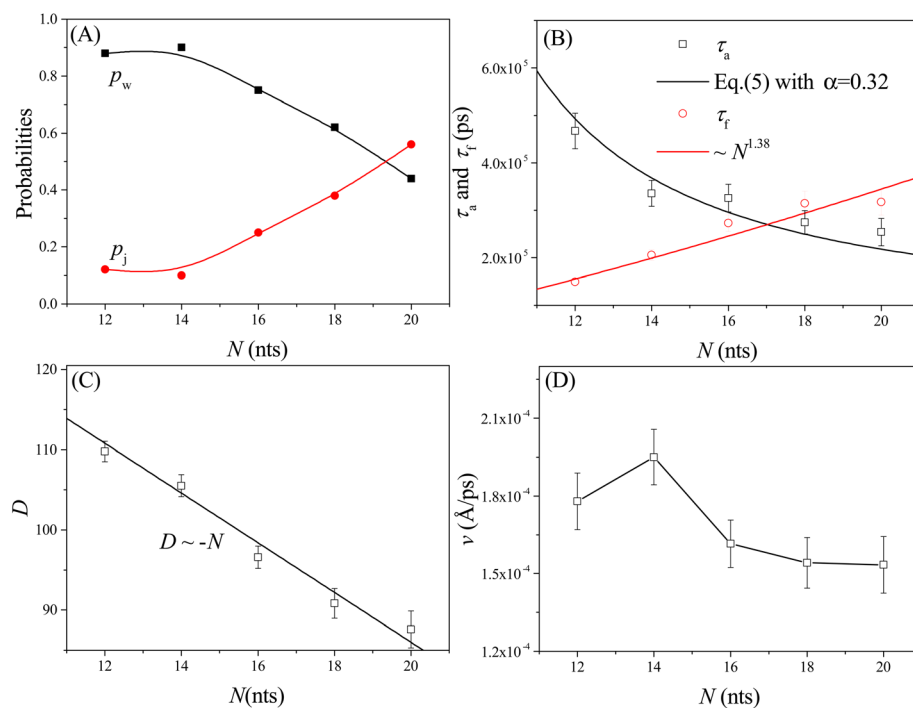 (A)
1.0
0.8
0.6
0.4
0.2
0.0
Probabilities
p_w
p_j
12 14 16 18 20
N (nts)
(B)
τ_a
Eq.(5) with α=0.32
τ_f
~ N^1.38
6.0x10^5
4.0x10^5
2.0x10^5
τ_a and τ_f (ps)
12 14 16 18 20
N (nts)
(C)
120
110
100
90
D
D ~ -N
12 14 16 18 20
N(nts)
(D)
2.1x10^-4
1.8x10^-4
1.5x10^-4
1.2x10^-4
v (Å/ps)
12 14 16 18 20
N (nts)